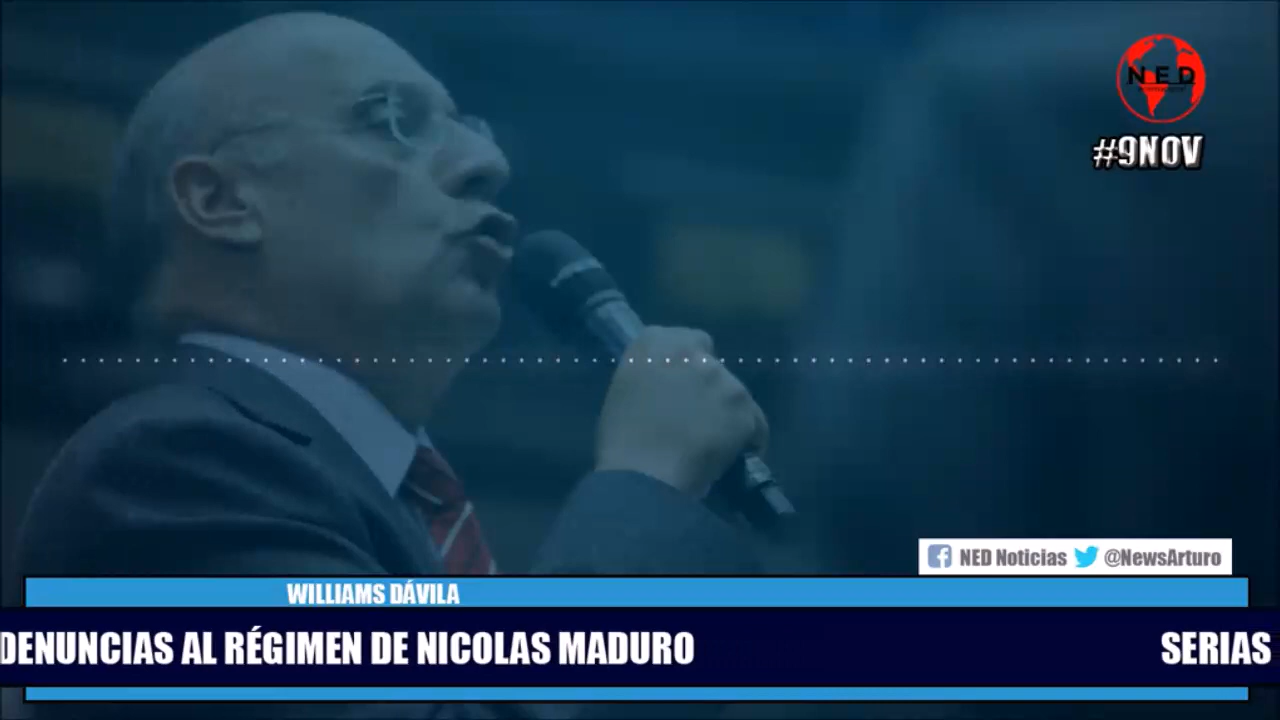 NED
#9NOV
NED Noticias @NewsArturo
WILLIAMS DÁVILA
DENUNCIAS AL RÉGIMEN DE NICOLAS MADURO SERIAS